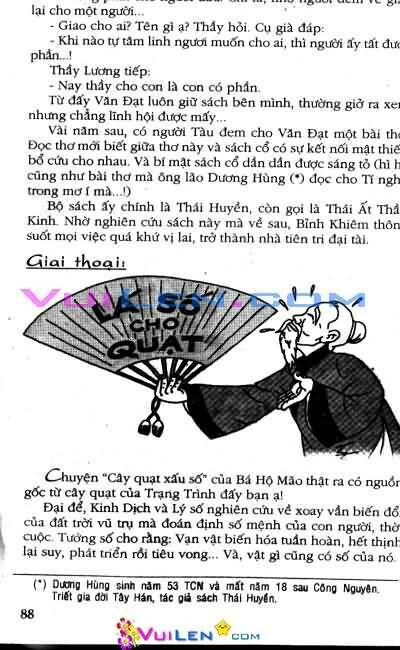 lại cho một người...
- Giao cho ai? Tên gì ạ? Thầy hỏi. Cụ già đáp:
- Khi nào tự tâm linh ngươi muốn cho ai, thì người ấy tất đượ
phần...!
Thầy Lương tiếp:
- Nay thầy cho con là con có phần.
Từ đấy Văn Đạt luôn giữ sách bên mình, thường giở ra xem
nhưng chẳng lĩnh hội được mấy...
Vài năm sau, có người Tàu đem cho Văn Đạt một bài thơ
Đọc thơ mới biết giữa thơ này và sách cổ có sự kết nối mật thiết
bổ cứu cho nhau. Và bí mật sách cổ dần dần được sáng tỏ (hì h
cũng như bài thơ mà ông lão Dương Hùng (*) đọc cho Tí ngh
trong mơ í mà...!)
Bộ sách ấy chính là Thái Huyền, còn gọi là Thái Ất Thầ
Kinh. Nhờ nghiên cứu sách này mà về sau, Bỉnh Khiêm thôn
suốt mọi việc quá khứ vị lai, trở thành nhà tiên tri đại tài.
Giai thoại:
VUILEN.COM
LÁ SỐ
CHO
QUẠT
Chuyện "Cây quạt xấu số" của Bá Hộ Mão thật ra có nguồn
gốc từ cây quạt của Trạng Trình đấy bạn ạ!
Đại để, Kinh Dịch và Lý số nghiên cứu về xoay vần biến đổ
của đất trời vũ trụ mà đoán định số mệnh của con người, thời
cuộc. Tướng số cho rằng: Vạn vật biến hóa tuần hoàn, hết thịnh
lại suy, phát triển rồi tiêu vong... Và, vật gì cũng có số của nó.
(*) Dương Hùng sinh năm 53 TCN và mất năm 18 sau Công Nguyên.
Triết gia đời Tây Hán, tác giả sách Thái Huyền.
88
VUILEN.COM